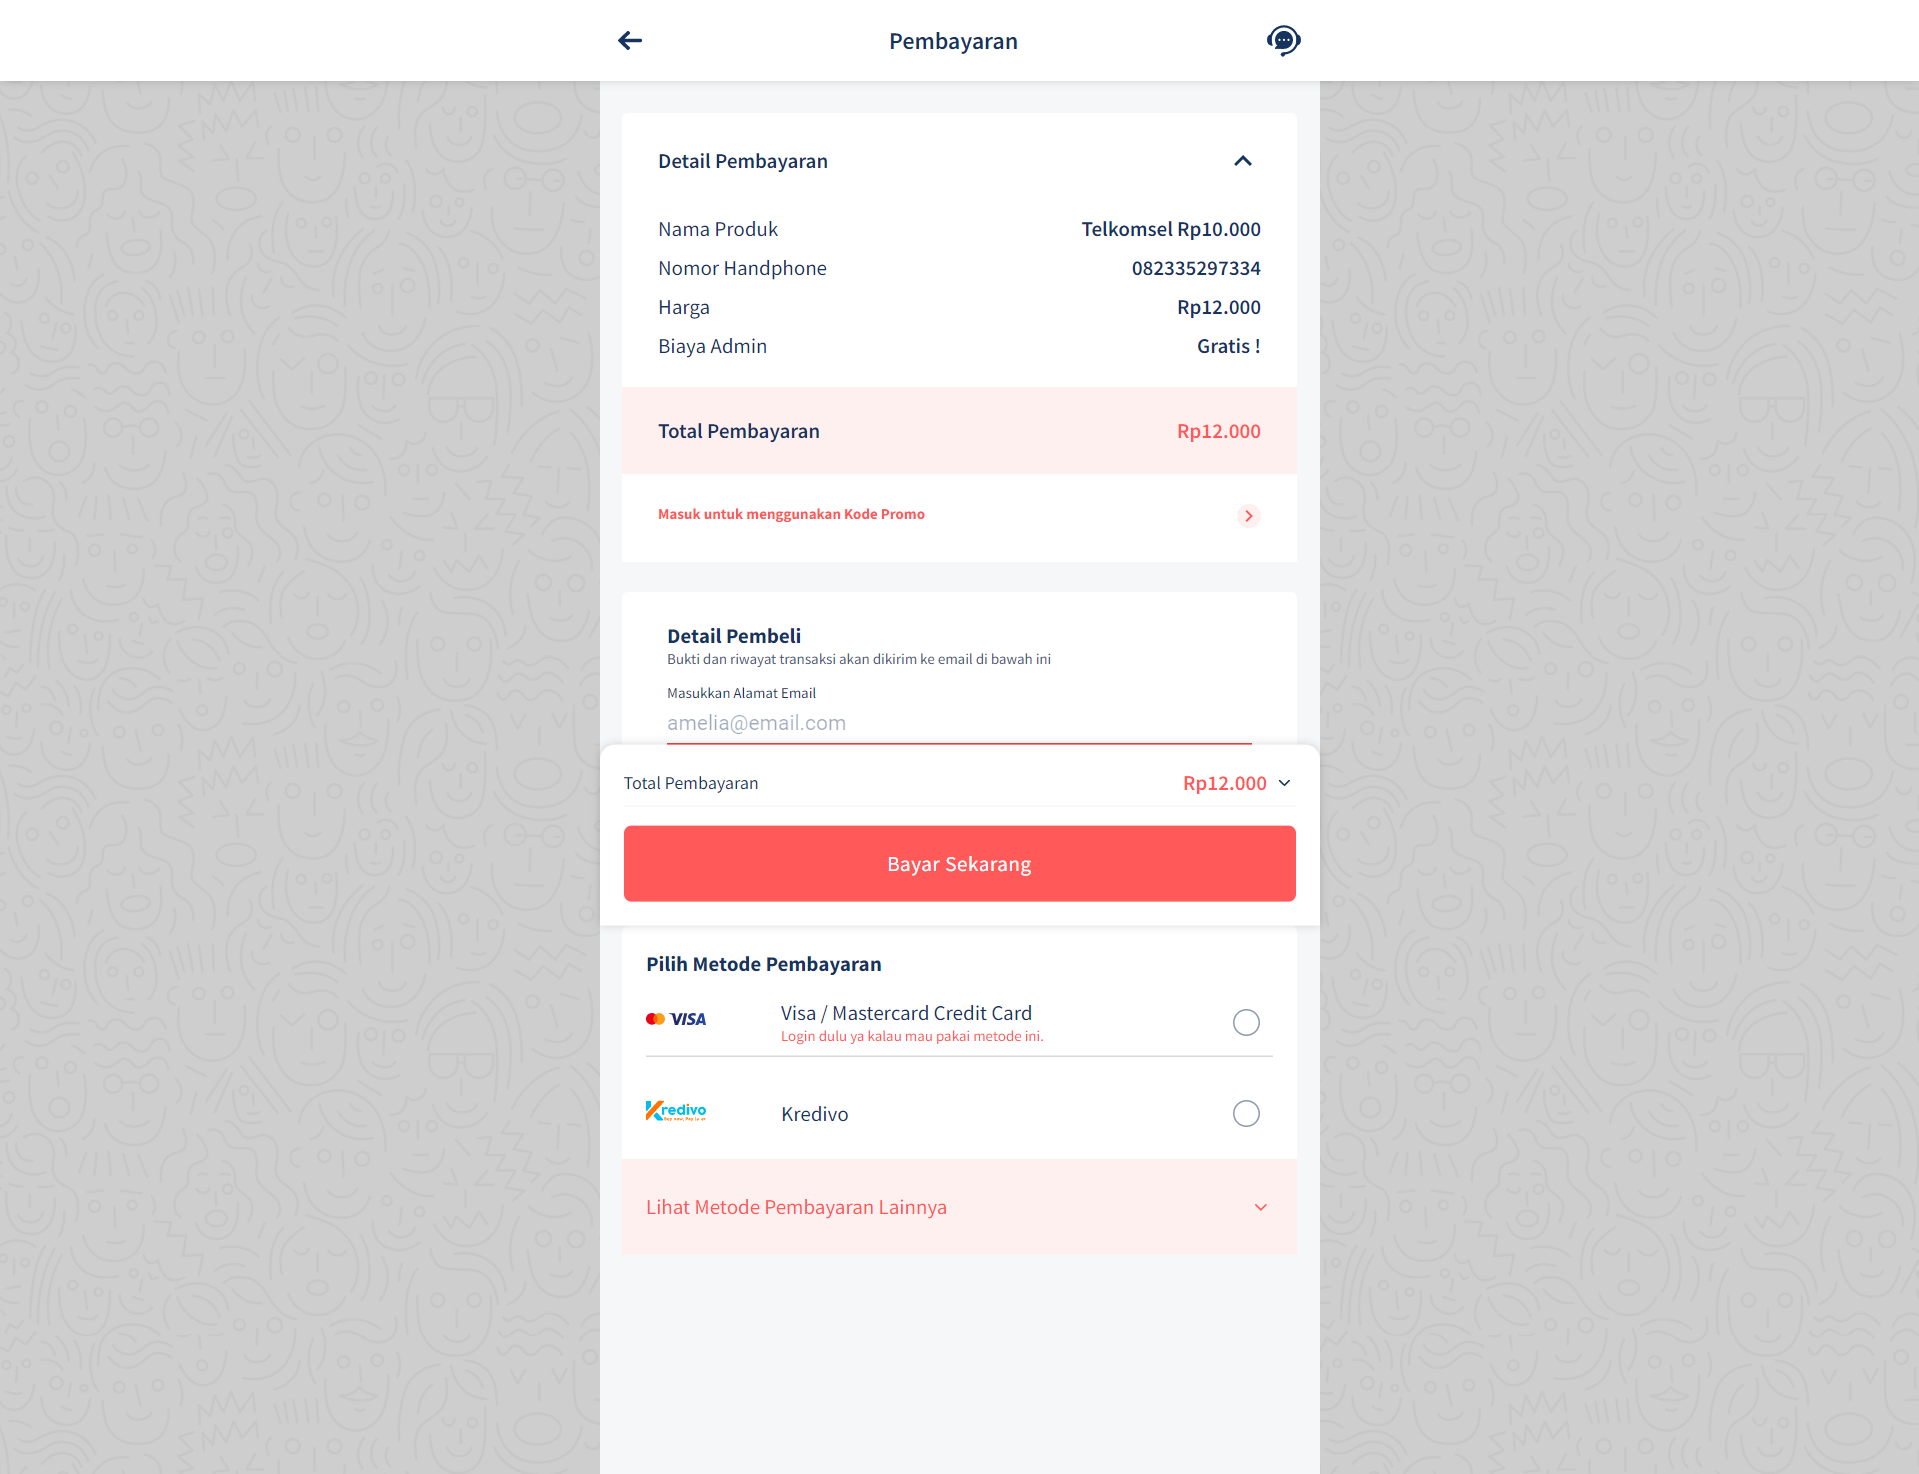 Pembayaran
Detail Pembayaran
Nama Produk Telkomsel Rp10.000
Nomor Handphone 082335297334
Harga Rp12.000
Biaya Admin Gratis !
Total Pembayaran Rp12.000
Masuk untuk menggunakan Kode Promo
Detail Pembeli
Bukti dan riwayat transaksi akan dikirim ke email di bawah ini
Masukkan Alamat Email
amelia@email.com
Total Pembayaran Rp12.000
Bayar Sekarang
Pilih Metode Pembayaran
VISA Visa / Mastercard Credit Card
Login dulu ya kalau mau pakai metode ini.
Kredivo Kredivo
Lihat Metode Pembayaran Lainnya